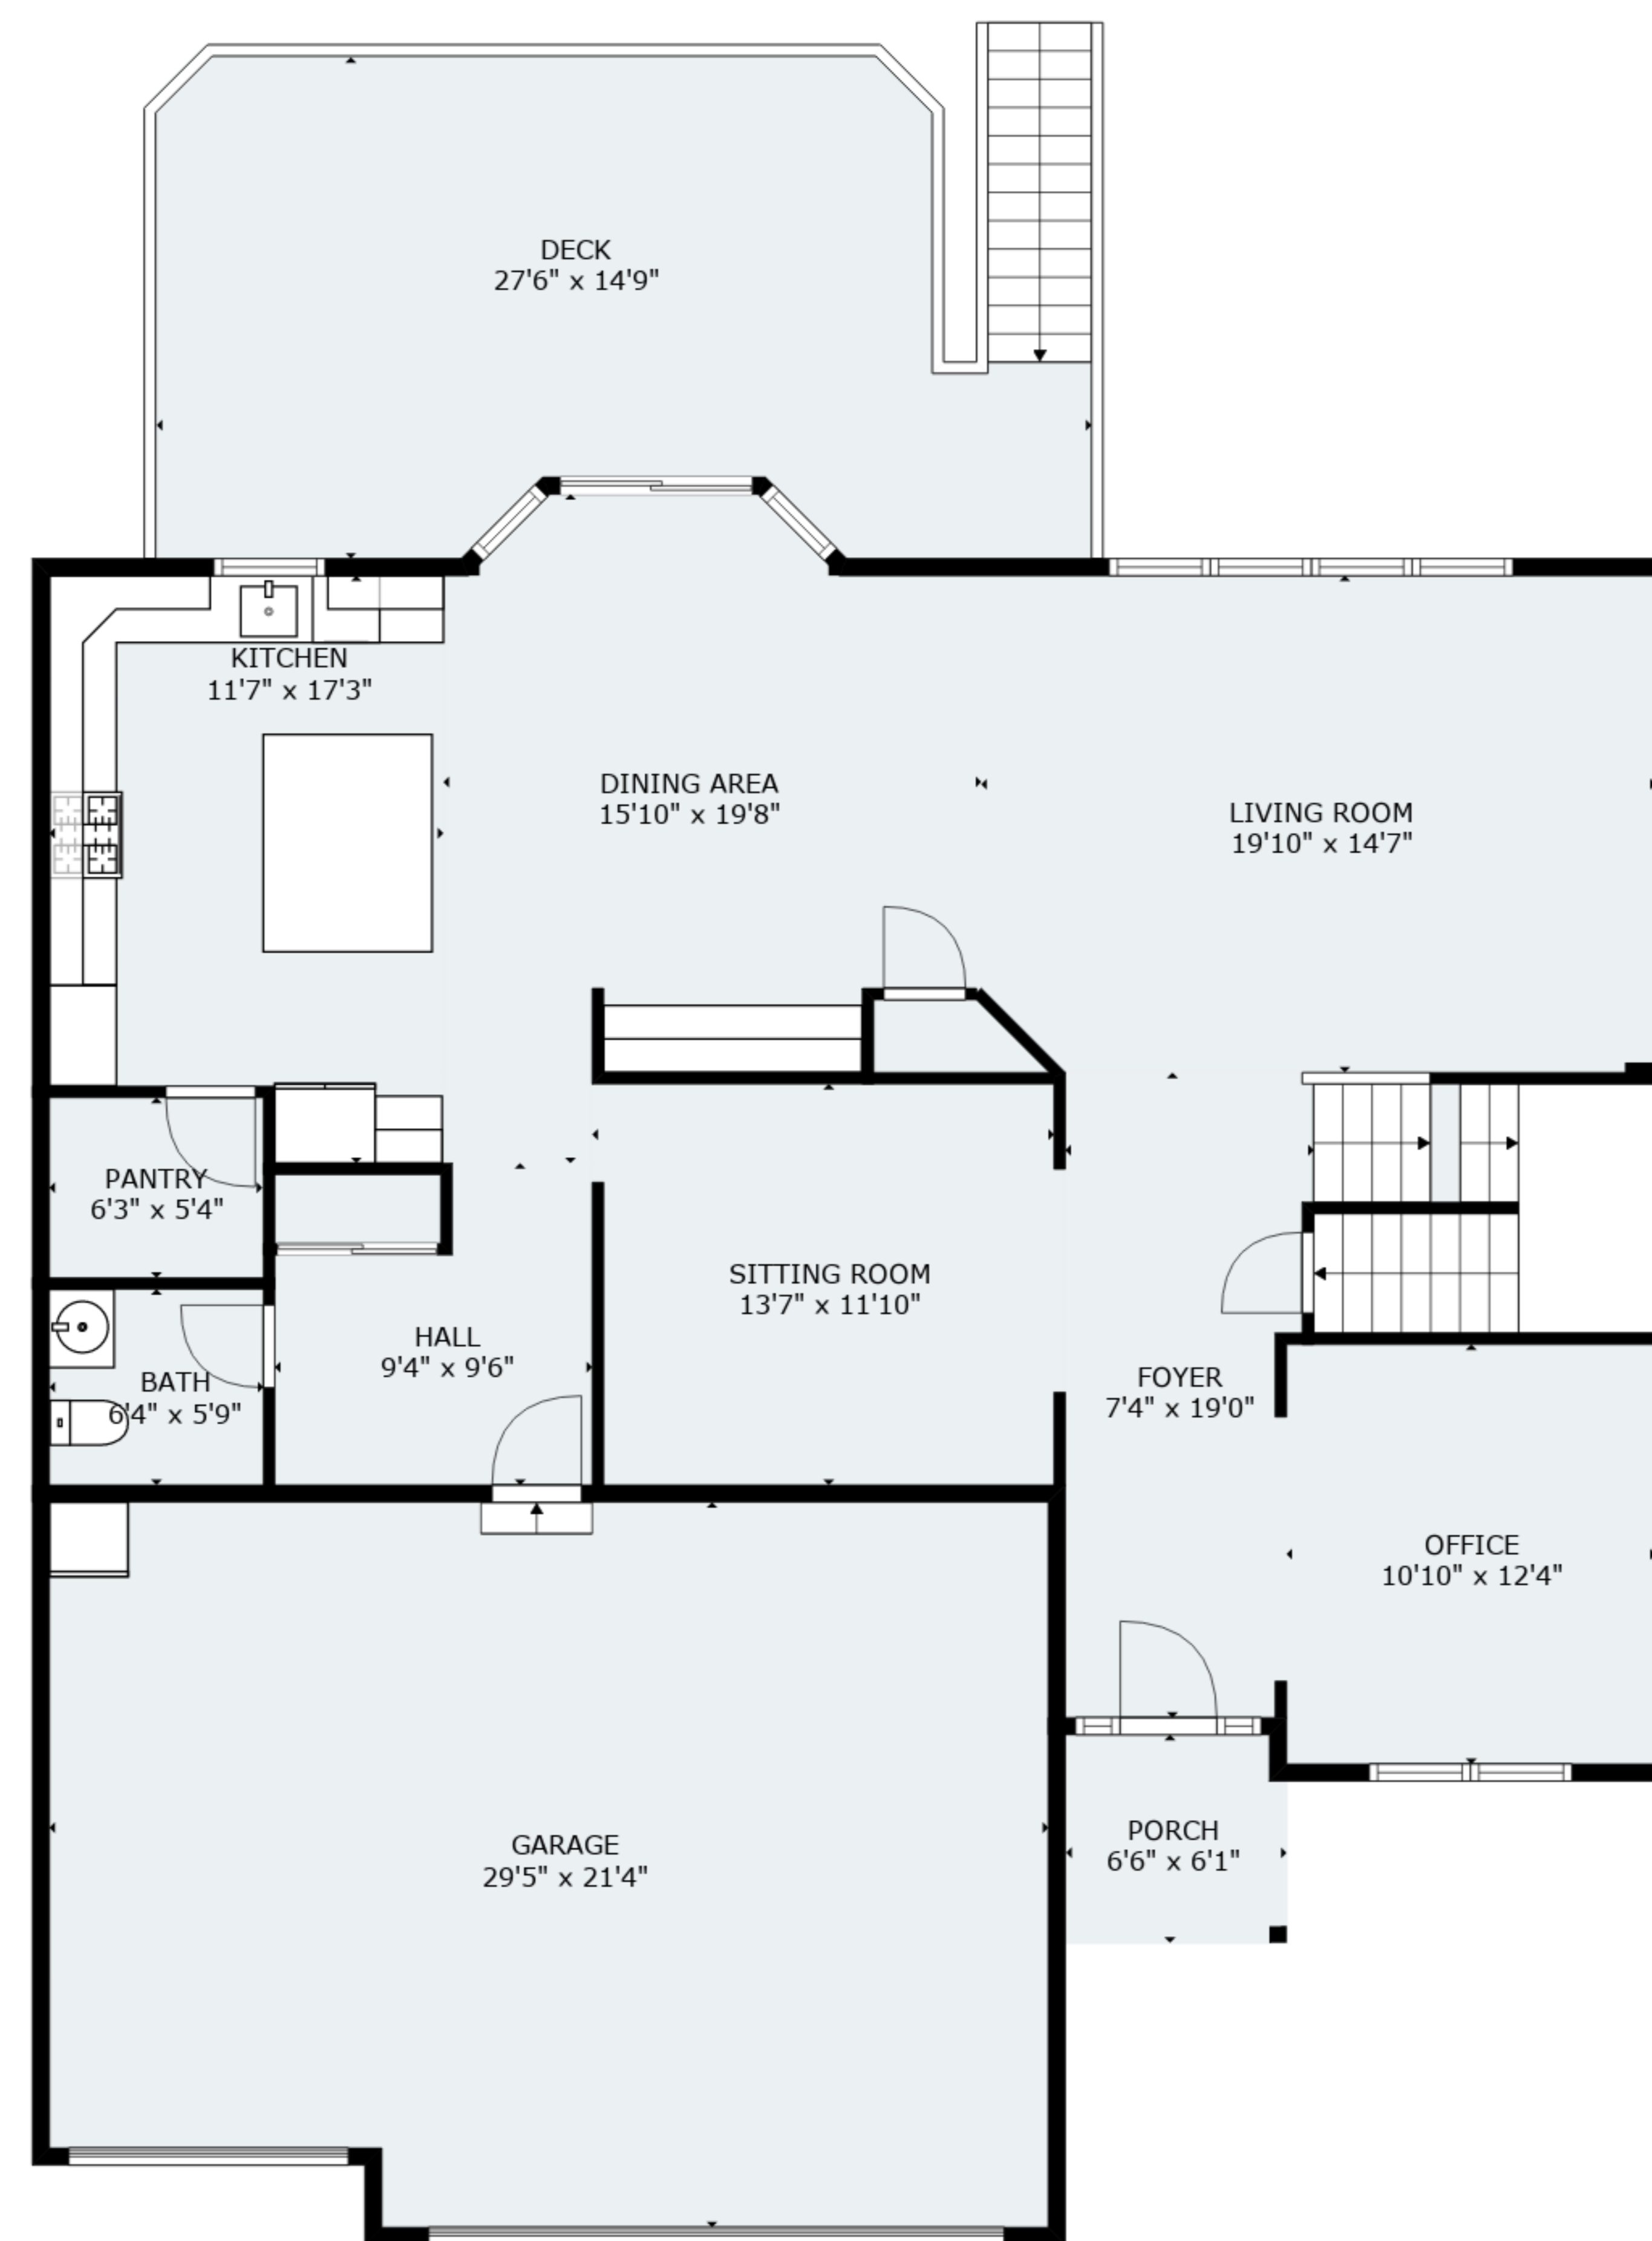 DECK
27'6" x 14'9"
KITCHEN
11'7" x 17'3"
DINING AREA
15'10" x 19'8"
LIVING ROOM
19'10" x 14'7"
PANTRY
6'3" x 5'4"
SITTING ROOM
13'7" x 11'10"
HALL
9'4" x 9'6"
BATH
6'4" x 5'9"
FOYER
7'4" x 19'0"
OFFICE
10'10" x 12'4"
PORCH
6'6" x 6'1"
GARAGE
29'5" x 21'4"